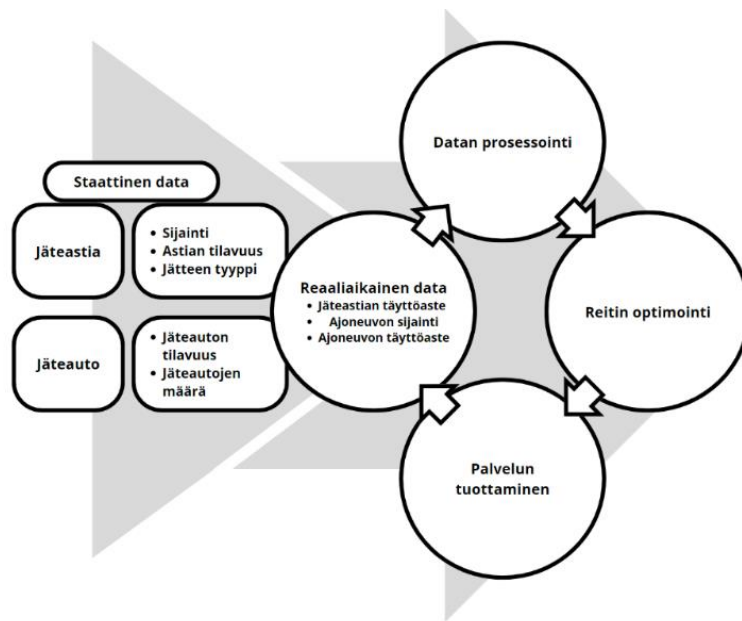 Staattinen data
Jäteastia
• Sijainti
• Astian tilavuus
• Jätteen tyyppi
Jäteauto
• Jäteauton
tilavuus
• Jäteautojen
määrä
Reaaliaikainen data
• Jäteastian täyttöaste
• Ajoneuvon sijainti
• Ajoneuvon täyttöaste
Datan prosessointi
Reitin optimointi
Palvelun
tuottaminen